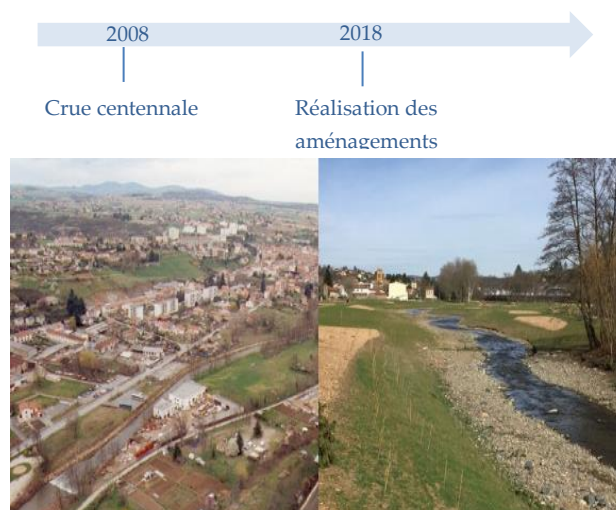 2008 2018
Crue centennale
Réalisation des
aménagements